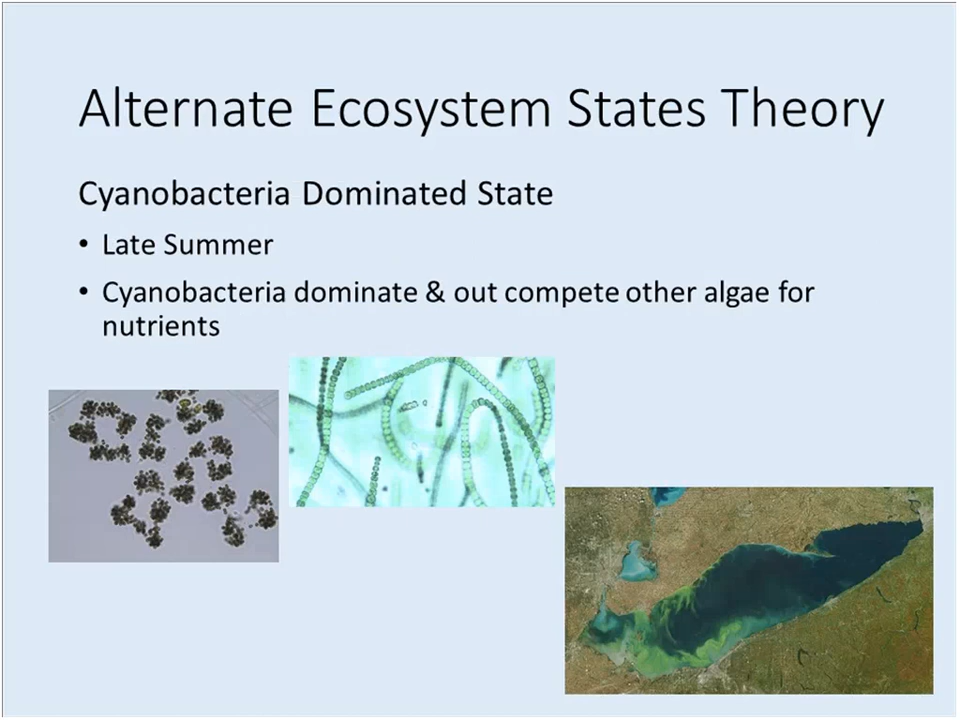 Alternate Ecosystem States Theory
Cyanobacteria Dominated State
• Late Summer
• Cyanobacteria dominate & out compete other algae for
nutrients